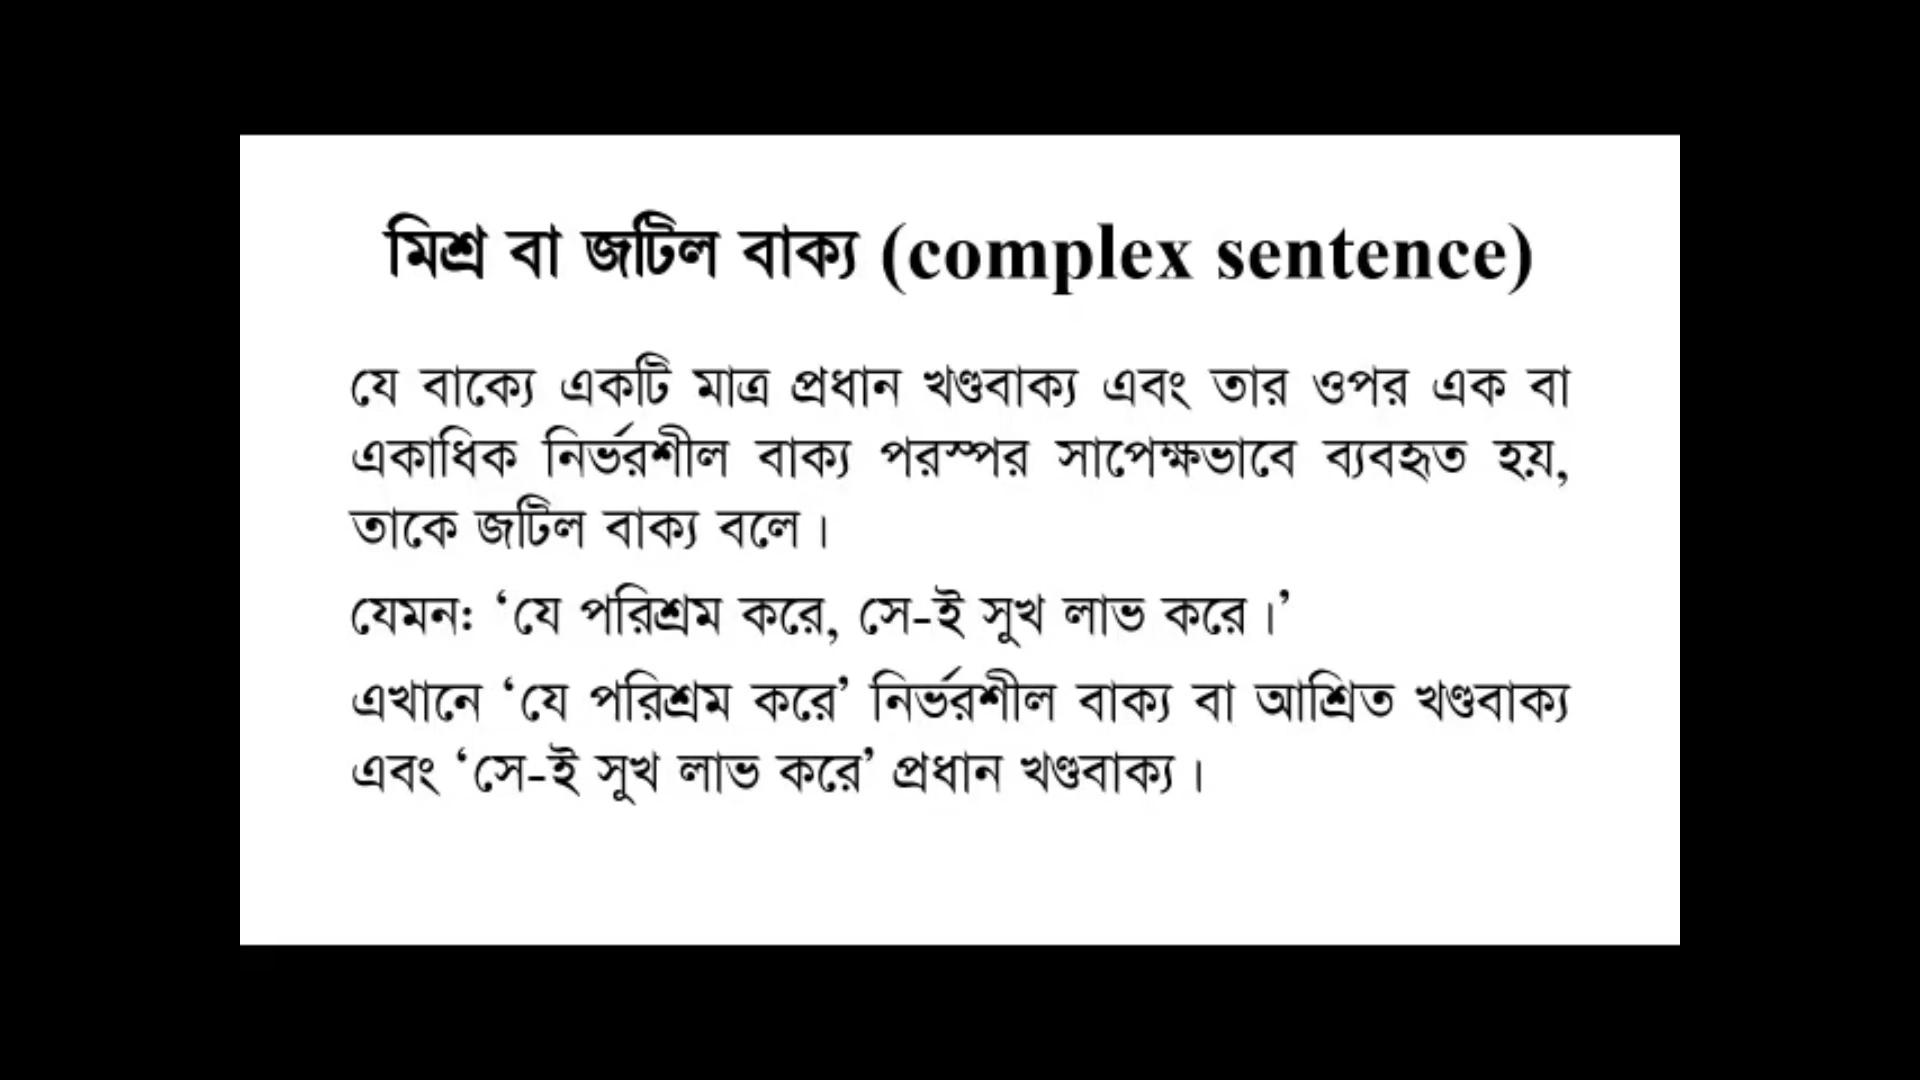 মিশ্র বা জটিল বাক্য (complex sentence)
যে বাক্যে একটি মাত্র প্রধান খণ্ডবাক্য এবং তার ওপর এক বা
একাধিক নির্ভরশীল বাক্য পরস্পর সাপেক্ষভাবে ব্যবহৃত হয়,
তাকে জটিল বাক্য বলে।
যেমন: ‘যে পরিশ্রম করে, সে-ই সুখ লাভ করে।’
এখানে ‘যে পরিশ্রম করে’ নির্ভরশীল বাক্য বা আশ্রিত খণ্ডবাক্য
এবং ‘সে-ই সুখ লাভ করে’ প্রধান খণ্ডবাক্য।